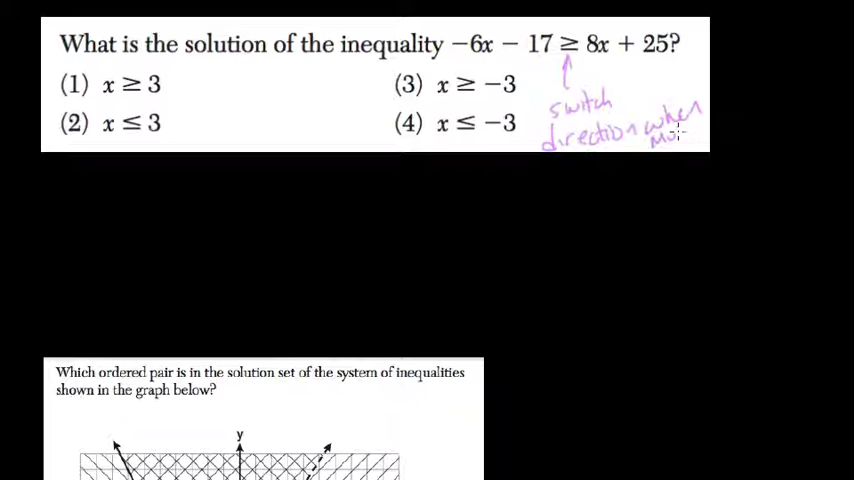 What is the solution of the inequality −6x − 17 ≥ 8x + 25?
(1) x ≥ 3
(3) x ≥ −3
(2) x ≤ 3
(4) x ≤ −3
switch
direction when
Which ordered pair is in the solution set of the system of inequalities
shown in the graph below?
y